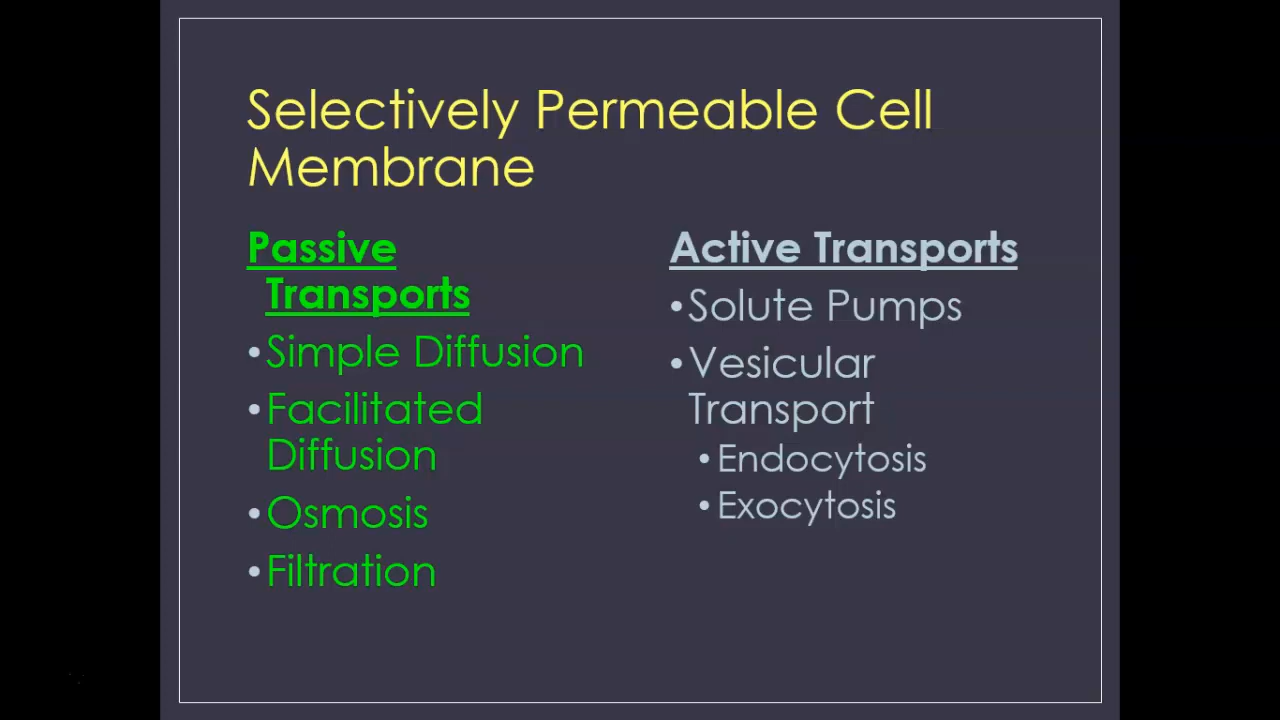 Selectively Permeable Cell
Membrane
Passive
Transports
•Simple Diffusion
•Facilitated
Diffusion
•Osmosis
•Filtration
Active Transports
•Solute Pumps
•Vesicular
Transport
•Endocytosis
•Exocytosis